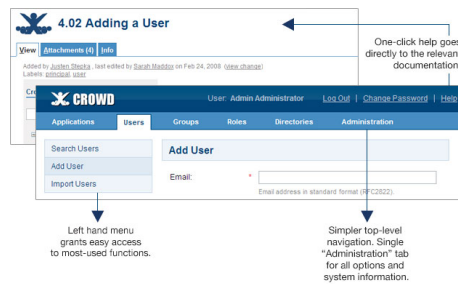 4.02 Adding a User
One-click help goes
directly to the relevan
documentation
View Attachments (4) Info
Added by Justen Stepka, last edited by Sarah Maddox on Feb 24, 2008 (view change)
Labels: principal, user
CROWD
User: Admin Administrator Log Out | Change Password | Help
Applications Users Groups Roles Directories Administration
Search Users
Add User
Import Users
Add User
Email: *
Email address in standard format (RFC2822).
Left hand menu
grants easy access
to most-used functions.
Simpler top-level
navigation. Single
"Administration" tab
for all options and
system information.